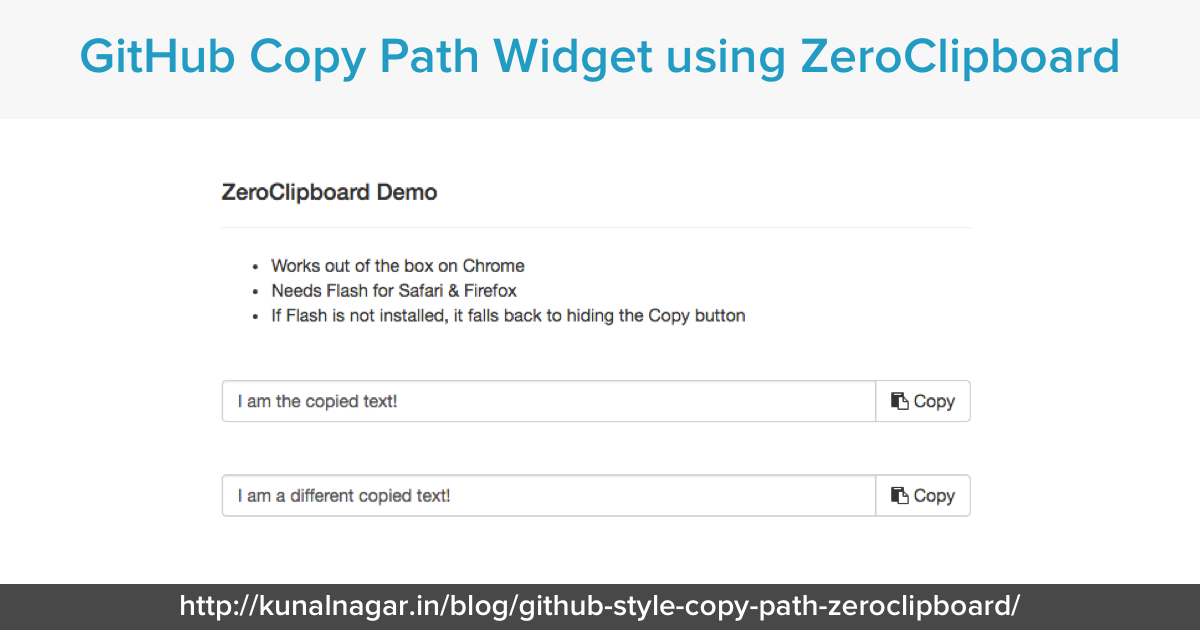 GitHub Copy Path Widget using ZeroClipboard
ZeroClipboard Demo
• Works out of the box on Chrome
• Needs Flash for Safari & Firefox
• If Flash is not installed, it falls back to hiding the Copy button
I am the copied text! Copy
I am a different copied text! Copy
http://kunalnagar.in/blog/github-style-copy-path-zeroclipboard/